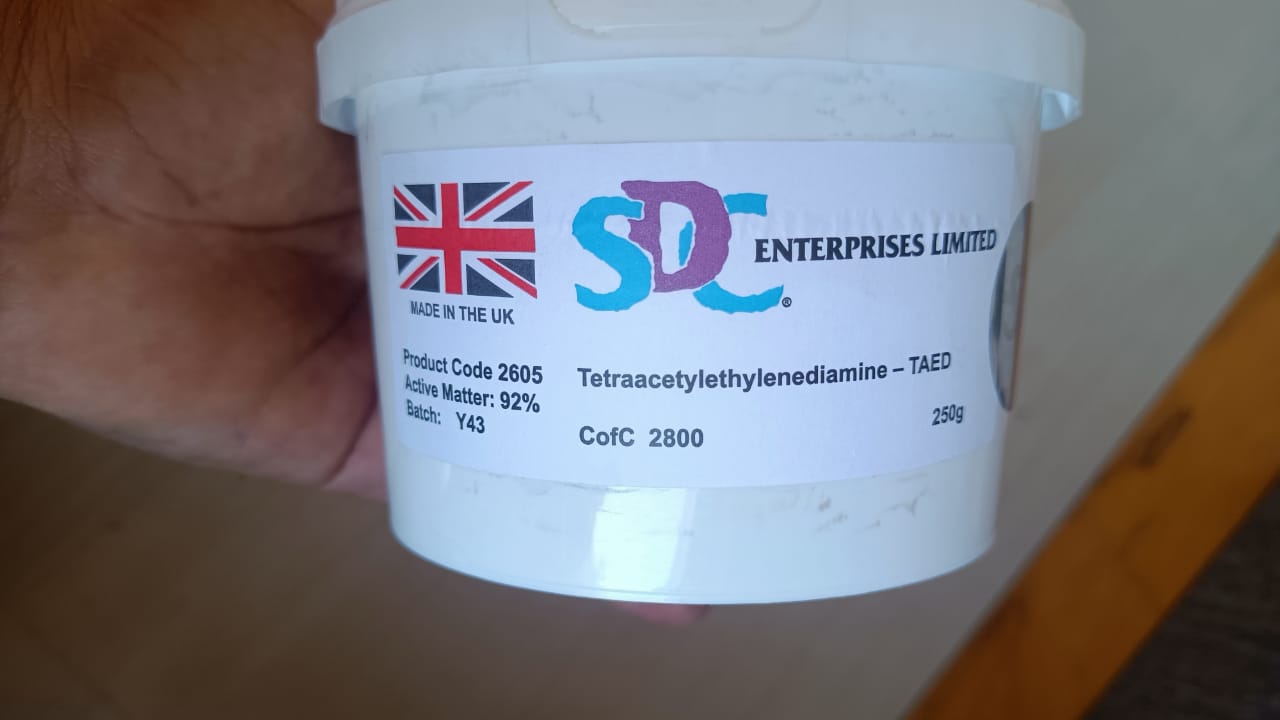 SDC ENTERPRISES LIMITED
®
MADE IN THE UK
Product Code 2605
Active Matter: 92%
Batch: Y43
Tetraacetylethylenediamine – TAED
250g
CofC 2800